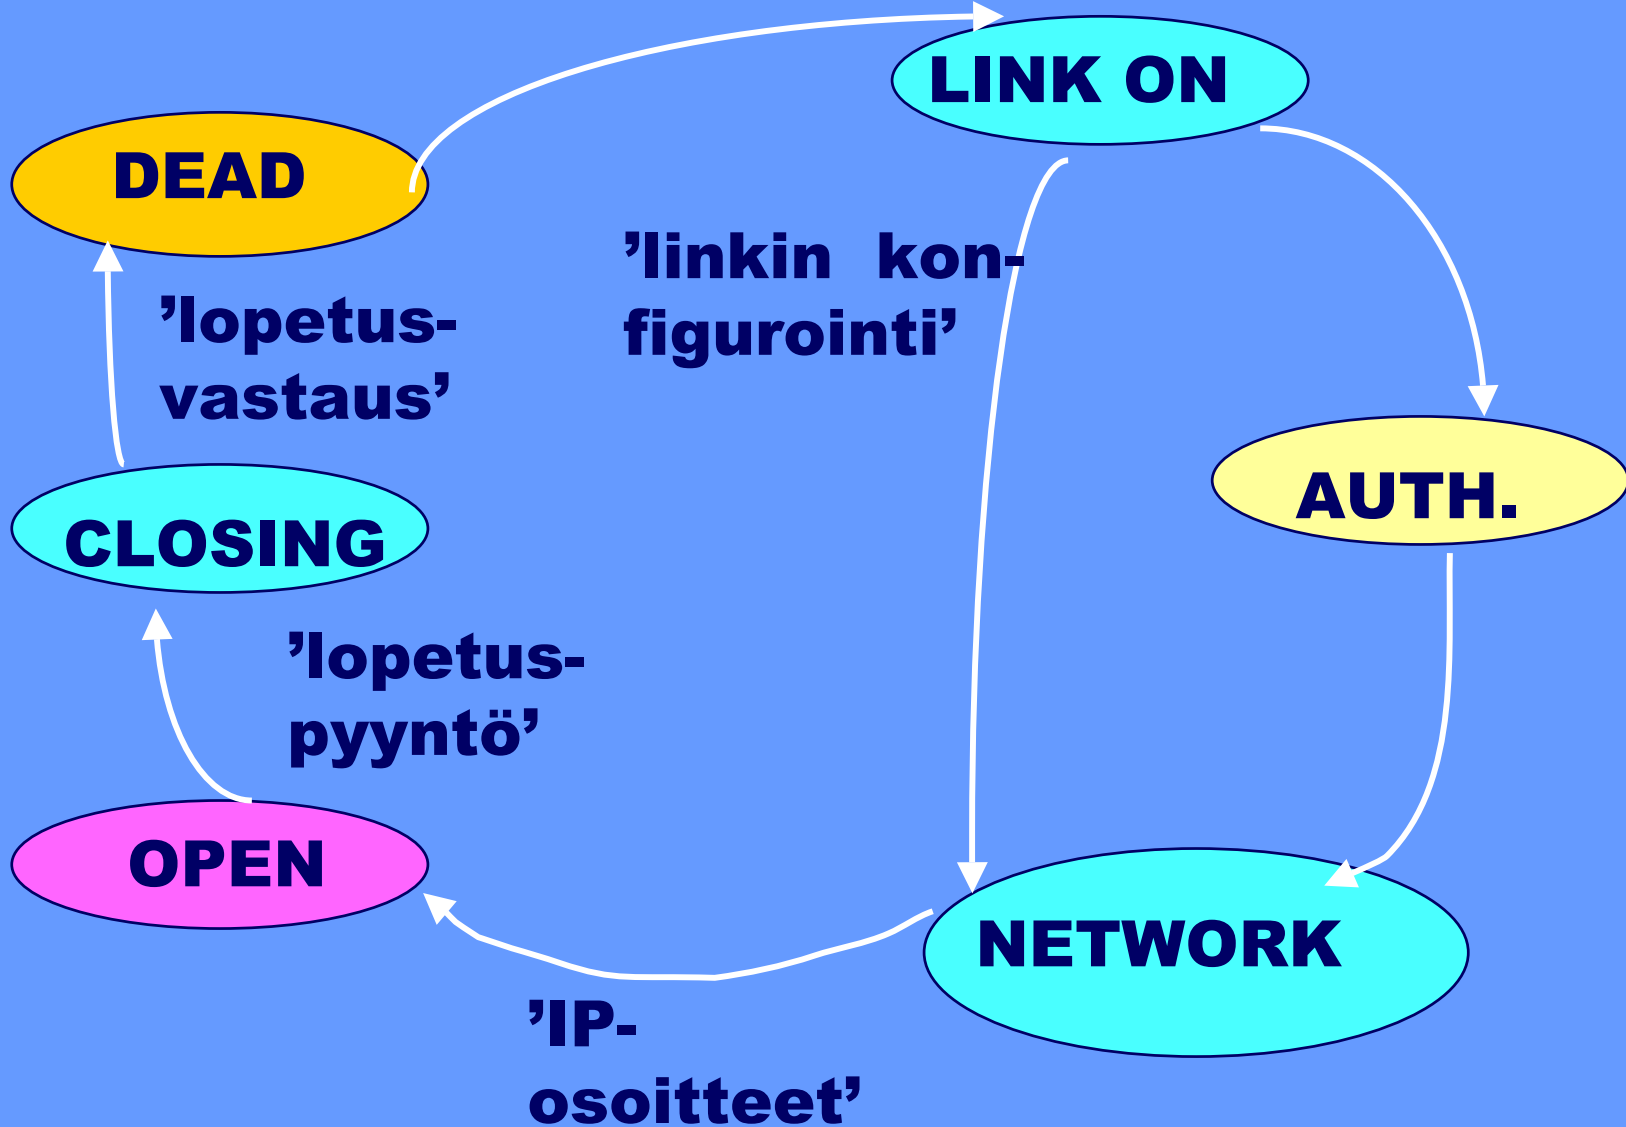 LINK ON
DEAD
’linkin kon-
figurointi’
’lopetus-
vastaus’
AUTH.
CLOSING
’lopetus-
pyyntö’
OPEN
NETWORK
’IP-
osoitteet’